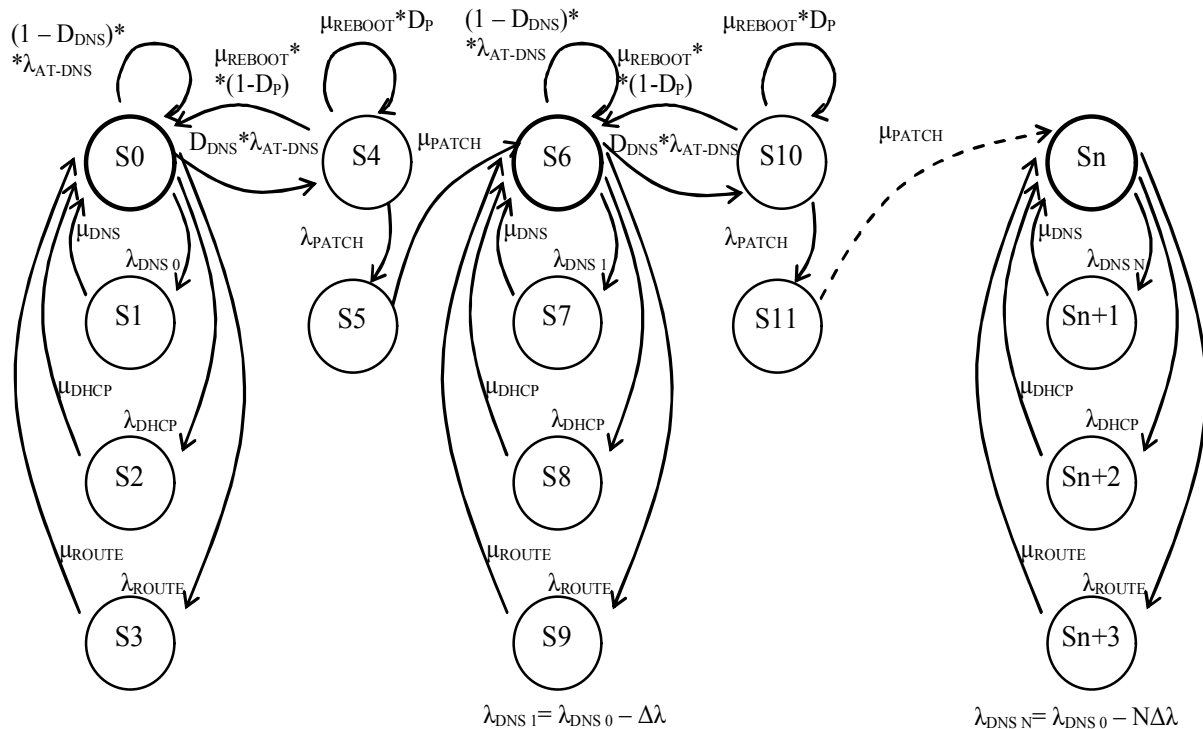 (1 – D_DNS)*
*λ_AT-DNS
μ_REBOOT*D_P
μ_REBOOT*
*(1-D_P)
S0
D_DNS*λ_AT-DNS
S4
μ_PATCH
μ_DNS
λ_DNS 0
λ_PATCH
S1
S5
μ_DHCP
λ_DHCP
S2
μ_ROUTE
λ_ROUTE
S3
(1 – D_DNS)*
*λ_AT-DNS
μ_REBOOT*D_P
μ_REBOOT*
*(1-D_P)
S6
D_DNS*λ_AT-DNS
S10
μ_PATCH
μ_DNS
λ_DNS 1
λ_PATCH
S7
S11
μ_DHCP
λ_DHCP
S8
μ_ROUTE
λ_ROUTE
S9
λ_DNS 1= λ_DNS 0 – Δλ
Sn
μ_DNS
λ_DNS N
Sn+1
μ_DHCP
λ_DHCP
Sn+2
μ_ROUTE
λ_ROUTE
Sn+3
λ_DNS N= λ_DNS 0 – NΔλ